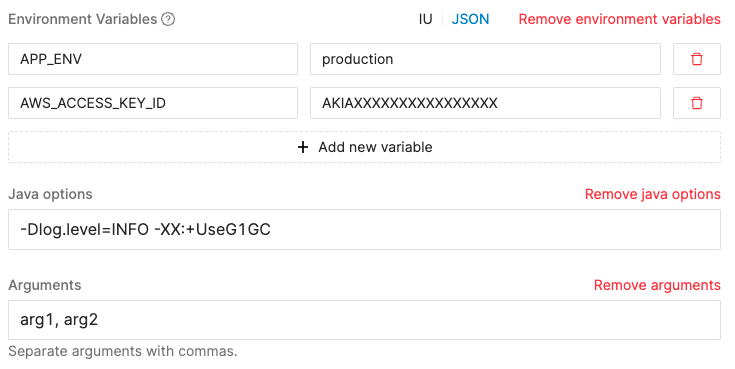 Environment Variables ? IU JSON Remove environment variables
APP_ENV production
AWS_ACCESS_KEY_ID AKIAXXXXXXXXXXXXXXXX
+ Add new variable
Java options Remove java options
-Dlog.level=INFO -XX:+UseG1GC
Arguments Remove arguments
arg1, arg2
Separate arguments with commas.